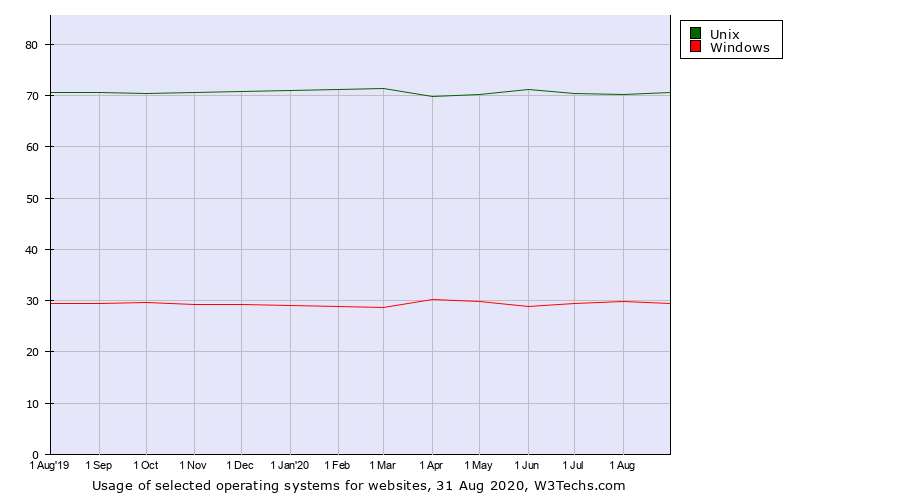 Unix
Windows
80
70
60
50
40
30
20
10
0
1 Aug'19 1 Sep 1 Oct 1 Nov 1 Dec 1 Jan'20 1 Feb 1 Mar 1 Apr 1 May 1 Jun 1 Jul 1 Aug
Usage of selected operating systems for websites, 31 Aug 2020, W3Techs.com